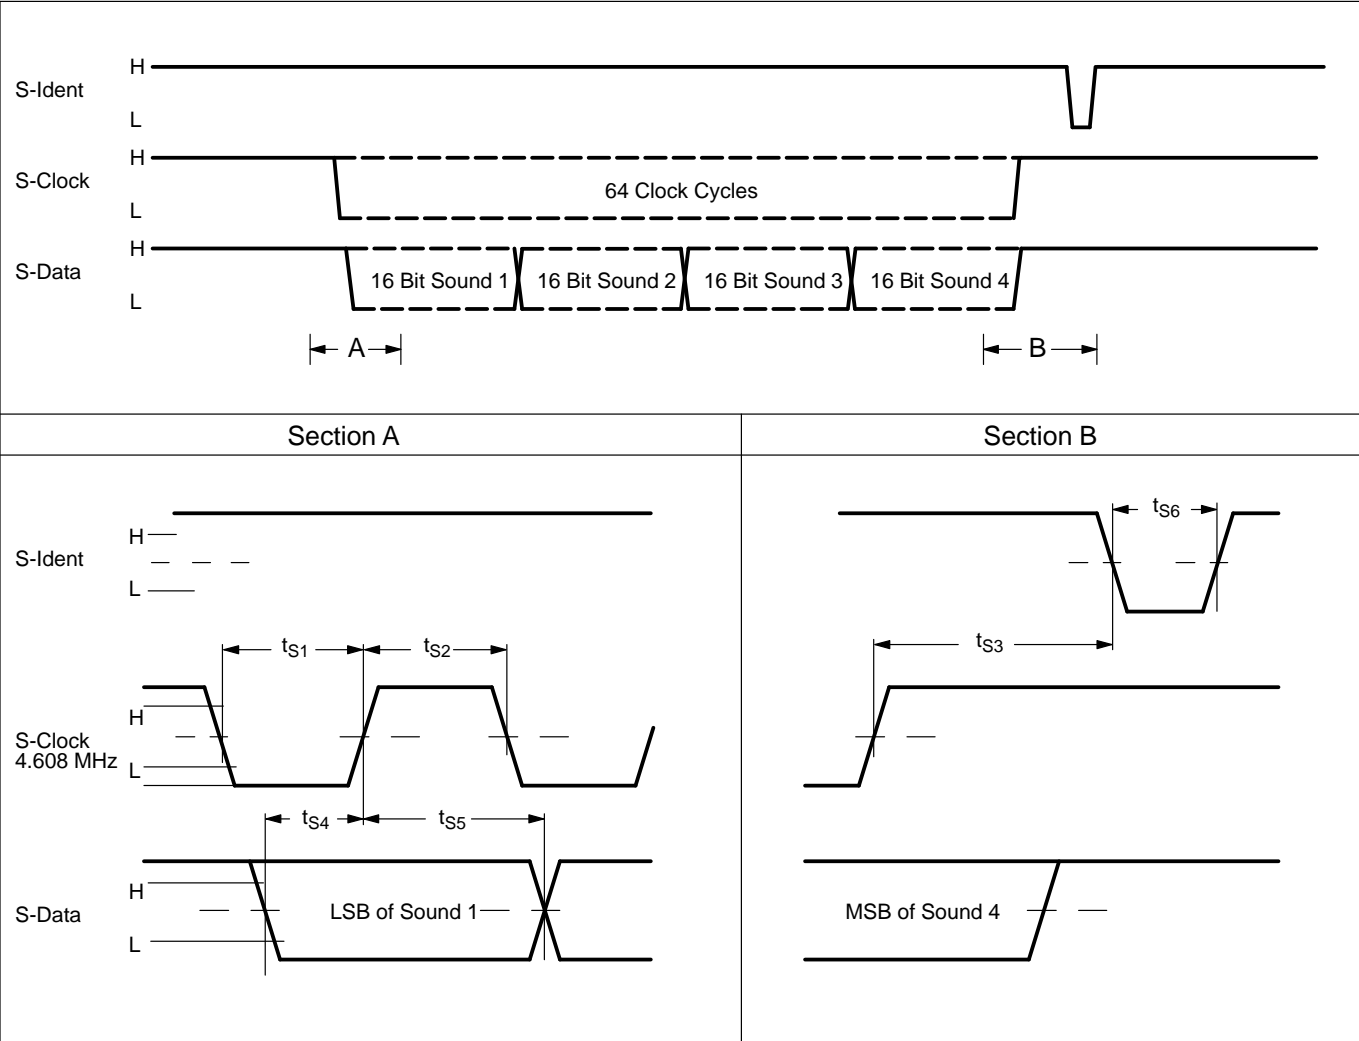 H
S-Ident
L
H
S-Clock
64 Clock Cycles
L
H
S-Data
16 Bit Sound 1 16 Bit Sound 2 16 Bit Sound 3 16 Bit Sound 4
L
A B
Section A Section B
H
S-Ident
L
tS6
tS1 tS2 tS3
H
S-Clock
4.608 MHz
L
tS4 tS5
H
S-Data
LSB of Sound 1 MSB of Sound 4
L